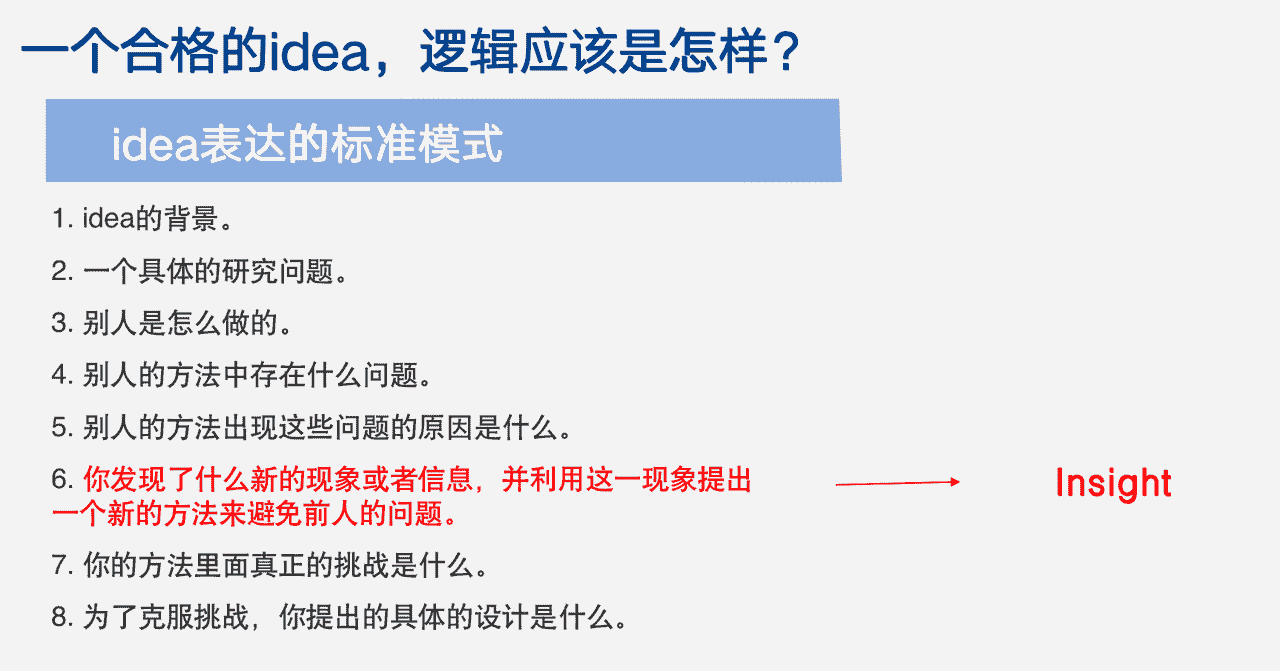 一个合格的idea，逻辑应该是怎样？
idea表达的标准模式
1. idea的背景。
2. 一个具体的研究问题。
3. 别人是怎么做的。
4. 别人的方法中存在什么问题。
5. 别人的方法出现这些问题的原因是什么。
6. 你发现了什么新的现象或者信息，并利用这一现象提出
一个新的方法来避免前人的问题。
Insight
7. 你的方法里面真正的挑战是什么。
8. 为了克服挑战，你提出的具体的设计是什么。